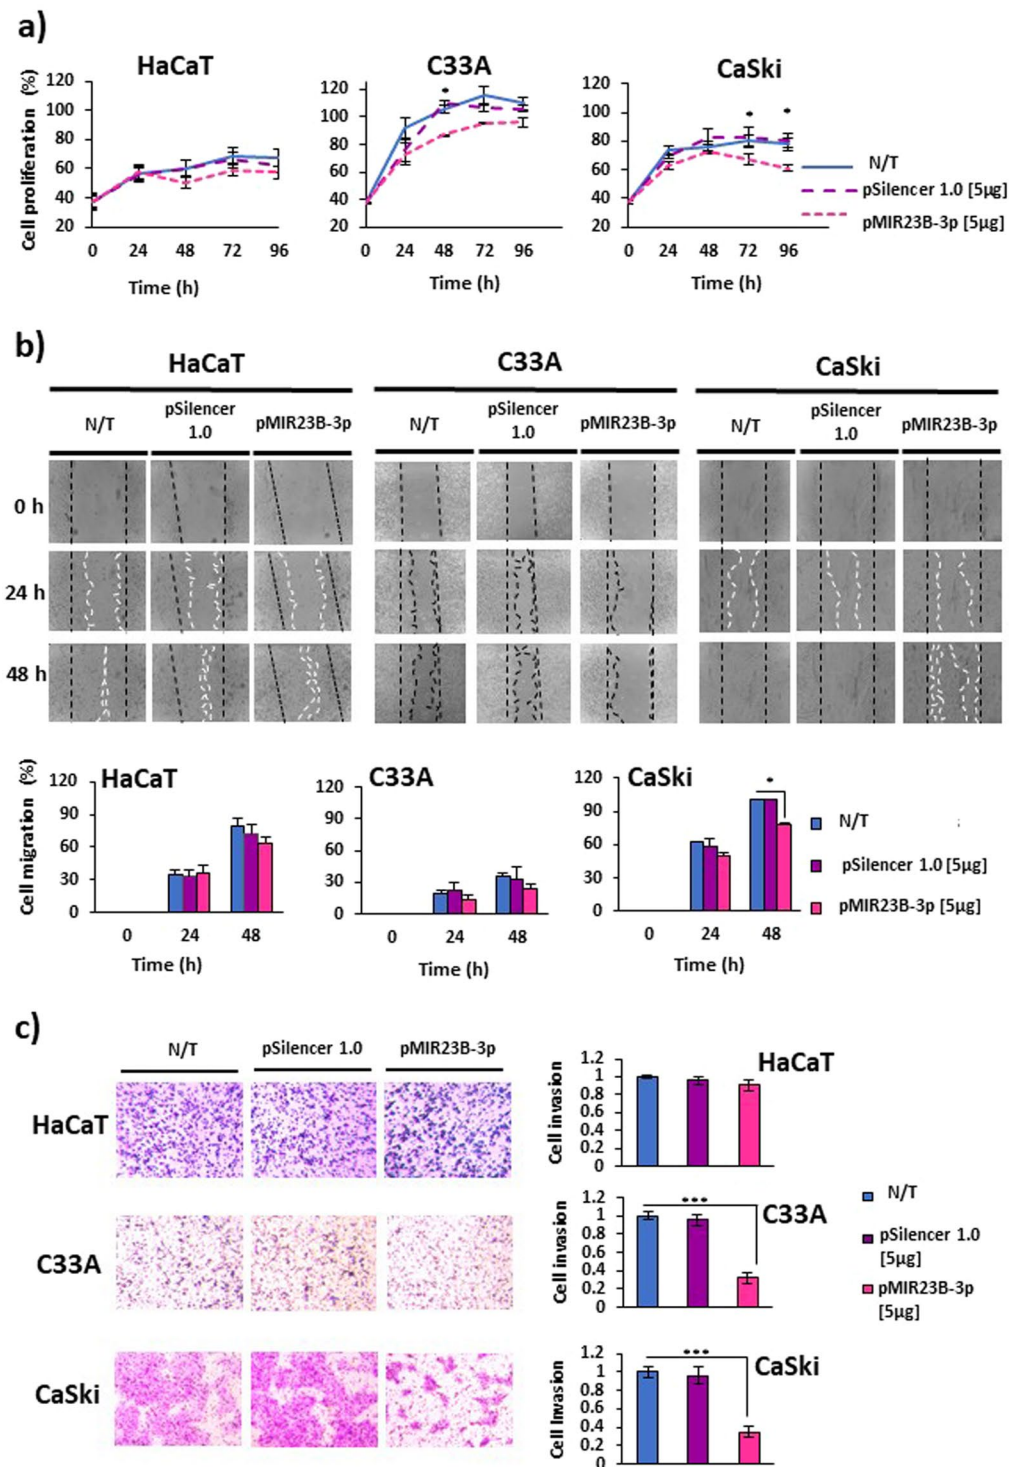 a)
HaCaT
C33A
CaSki
Cell proliferation (%)
120
100
80
60
40
20
0 24 48 72 96
Time (h)
120
100
80
60
40
20
*
0 24 48 72 96
Time (h)
120
100
80
60
40
20
* *
0 24 48 72 96
Time (h)
N/T
pSilencer 1.0 [5µg]
pMIR23B-3p [5µg]
b)
HaCaT
C33A
CaSki
N/T
pSilencer
1.0
pMIR23B-3p
N/T
pSilencer
1.0
pMIR23B-3p
N/T
pSilencer
1.0
pMIR23B-3p
0 h
24 h
48 h
Cell migration (%)
HaCaT
120
90
60
30
0
0 24 48
Time (h)
C33A
120
90
60
30
0
0 24 48
Time (h)
CaSki
120
90
60
30
0
*
0 24 48
Time (h)
N/T
;
pSilencer 1.0 [5µg]
pMIR23B-3p [5µg]
c)
N/T
pSilencer 1.0
pMIR23B-3p
HaCaT
C33A
CaSki
Cell invasion
1.2
1
0.8
0.6
0.4
0.2
0
HaCaT
Cell invasion
1.2
1
0.8
0.6
0.4
0.2
0
***
C33A
Cell Invasion
1.2
1
0.8
0.6
0.4
0.2
0
***
CaSki
N/T
pSilencer 1.0
[5µg]
pMIR23B-3p
[5µg]